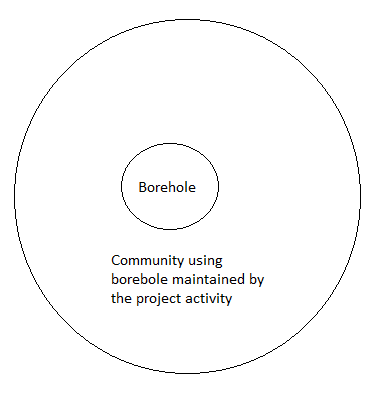 Borehole
Community using
borebole maintained by
the project activity